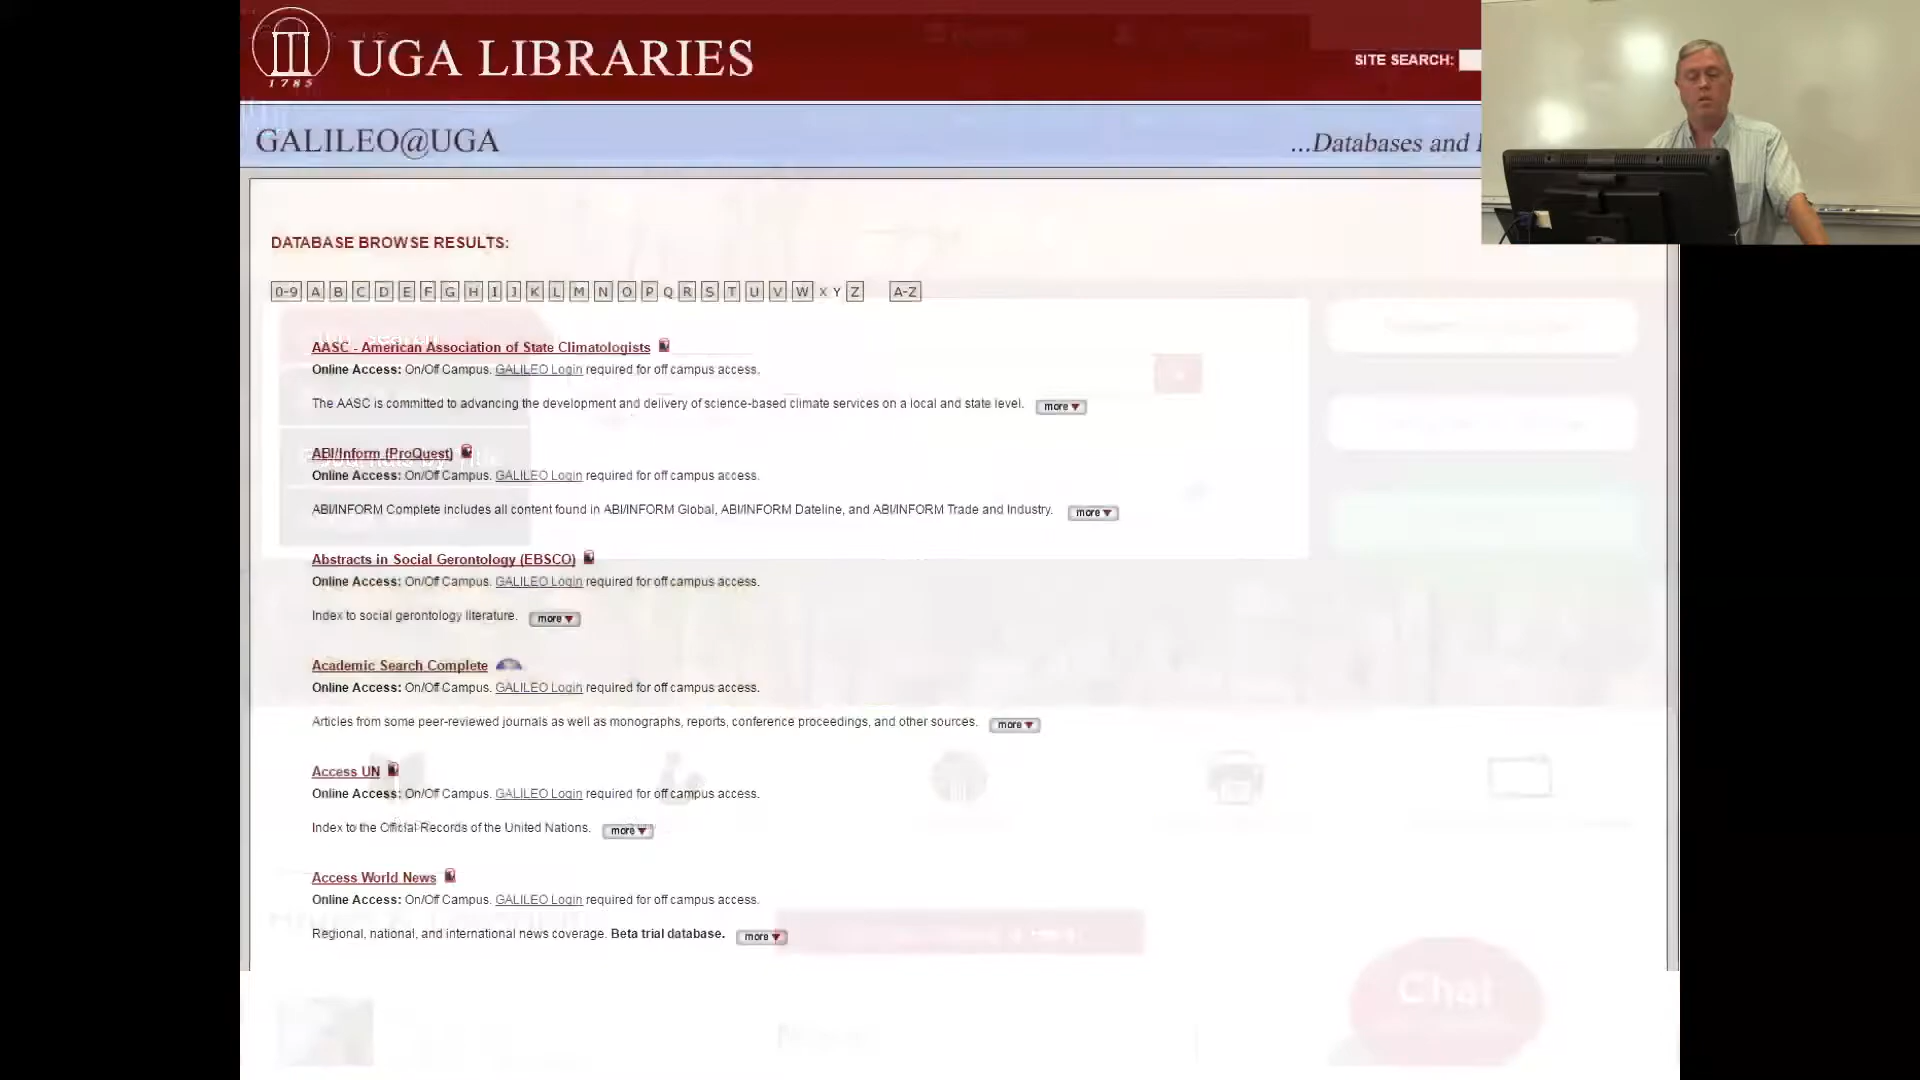 1785
UGA LIBRARIES
SITE SEARCH:
GALILEO@UGA
...Databases and
DATABASE BROWSE RESULTS:
0-9 A B C D E F G H I J K L M N O P Q R S T U V W X Y Z A-Z
AASC - American Association of State Climatologists
Online Access: On/Off Campus. GALILEO Login required for off campus access.
The AASC is committed to advancing the development and delivery of science-based climate services on a local and state level. more
ABI/Inform (ProQuest)
Online Access: On/Off Campus. GALILEO Login required for off campus access.
ABI/INFORM Complete includes all content found in ABI/INFORM Global, ABI/INFORM Dateline, and ABI/INFORM Trade and Industry. more
Abstracts in Social Gerontology (EBSCO)
Online Access: On/Off Campus. GALILEO Login required for off campus access.
Index to social gerontology literature. more
Academic Search Complete
Online Access: On/Off Campus. GALILEO Login required for off campus access.
Articles from some peer-reviewed journals as well as monographs, reports, conference proceedings, and other sources. more
Access UN
Online Access: On/Off Campus. GALILEO Login required for off campus access.
Index to the Official Records of the United Nations. more
Access World News
Online Access: On/Off Campus. GALILEO Login required for off campus access.
Regional, national, and international news coverage. Beta trial database. more
Chat